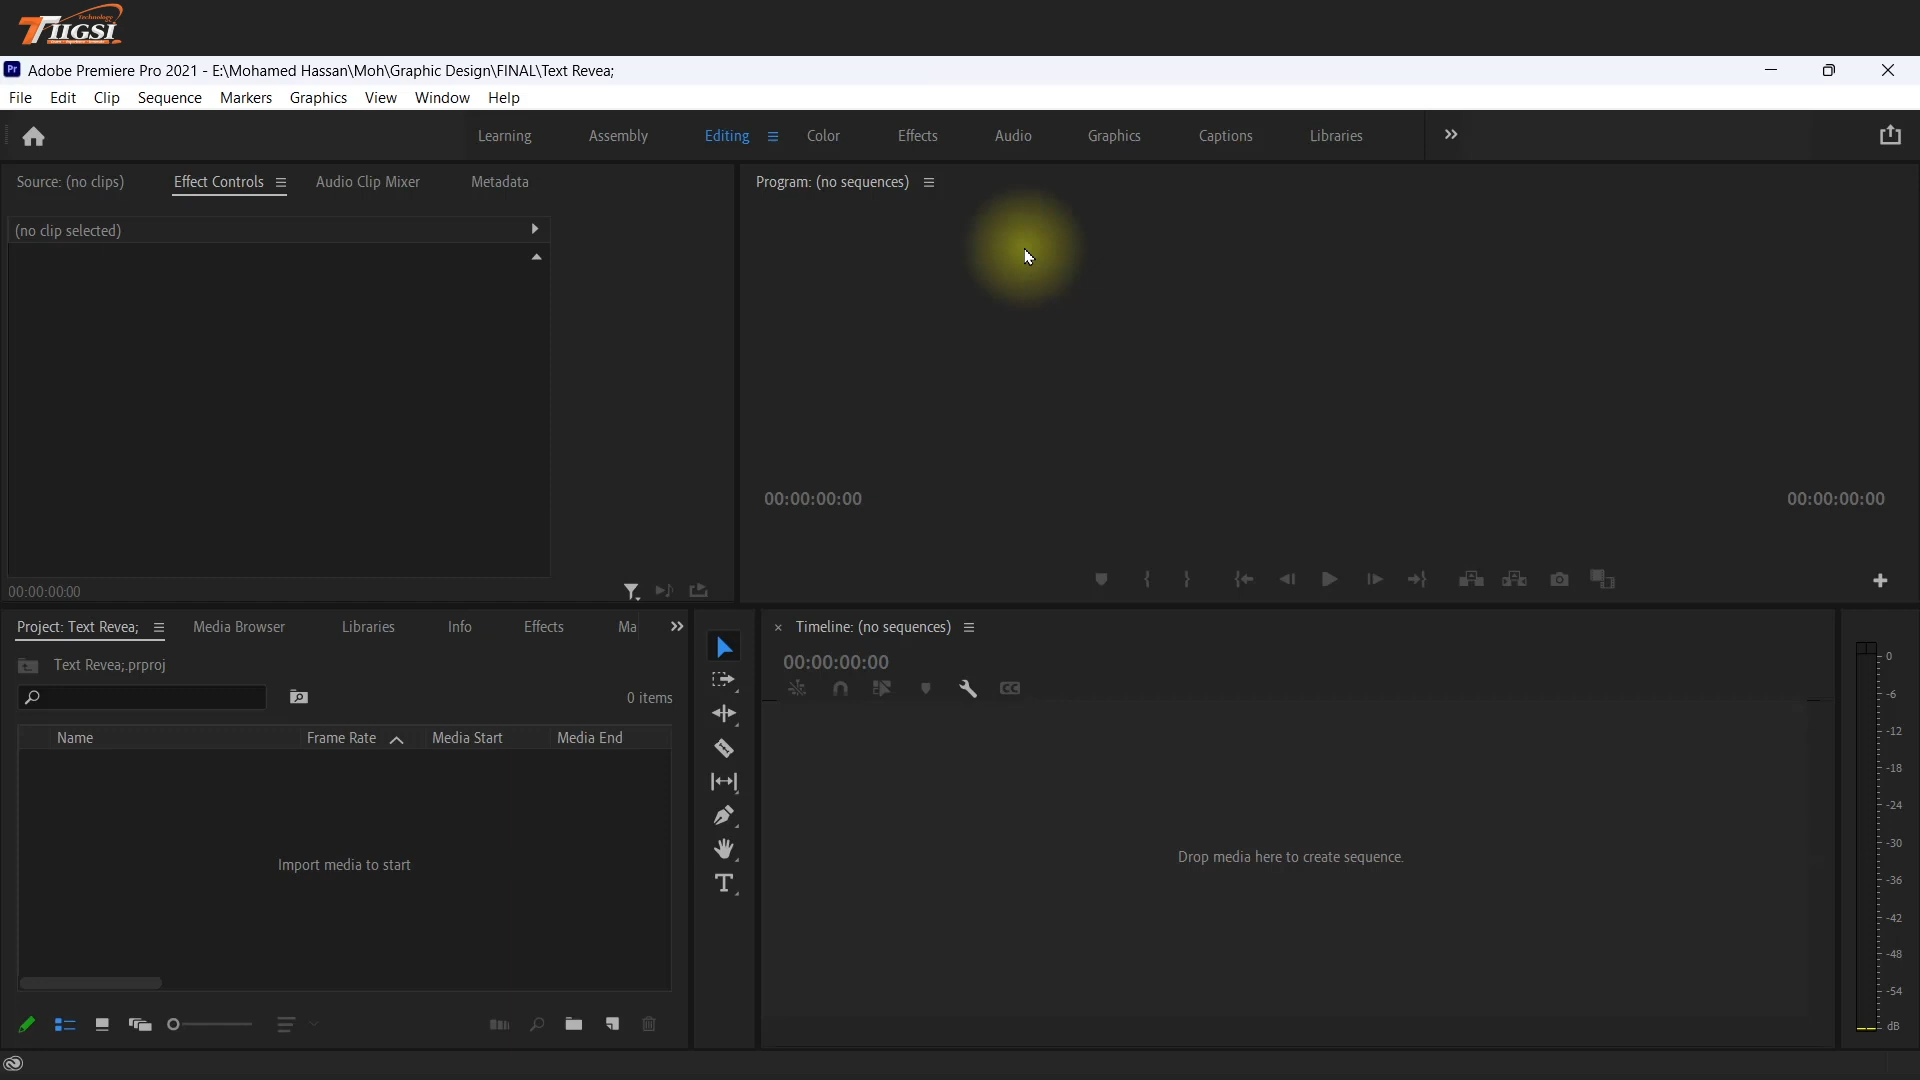 Technology
TIIGSI
Adobe Premiere Pro 2021 - E:\Mohamed Hassan\Moh\Graphic Design\FINAL\Text Revea;
File Edit Clip Sequence Markers Graphics View Window Help
Learning Assembly Editing Color Effects Audio Graphics Captions Libraries
Source: (no clips) Effect Controls Audio Clip Mixer Metadata
Program: (no sequences)
(no clip selected)
00:00:00:00 00:00:00:00
00:00:00:00
Project: Text Revea; Media Browser Libraries Info Effects Ma
Timeline: (no sequences)
Text Revea;.prproj
00:00:00:00
0 items
CC
Name Frame Rate Media Start Media End
Import media to start
Drop media here to create sequence.
0
-6
-12
-18
-24
-30
-36
-42
-48
-54
dB